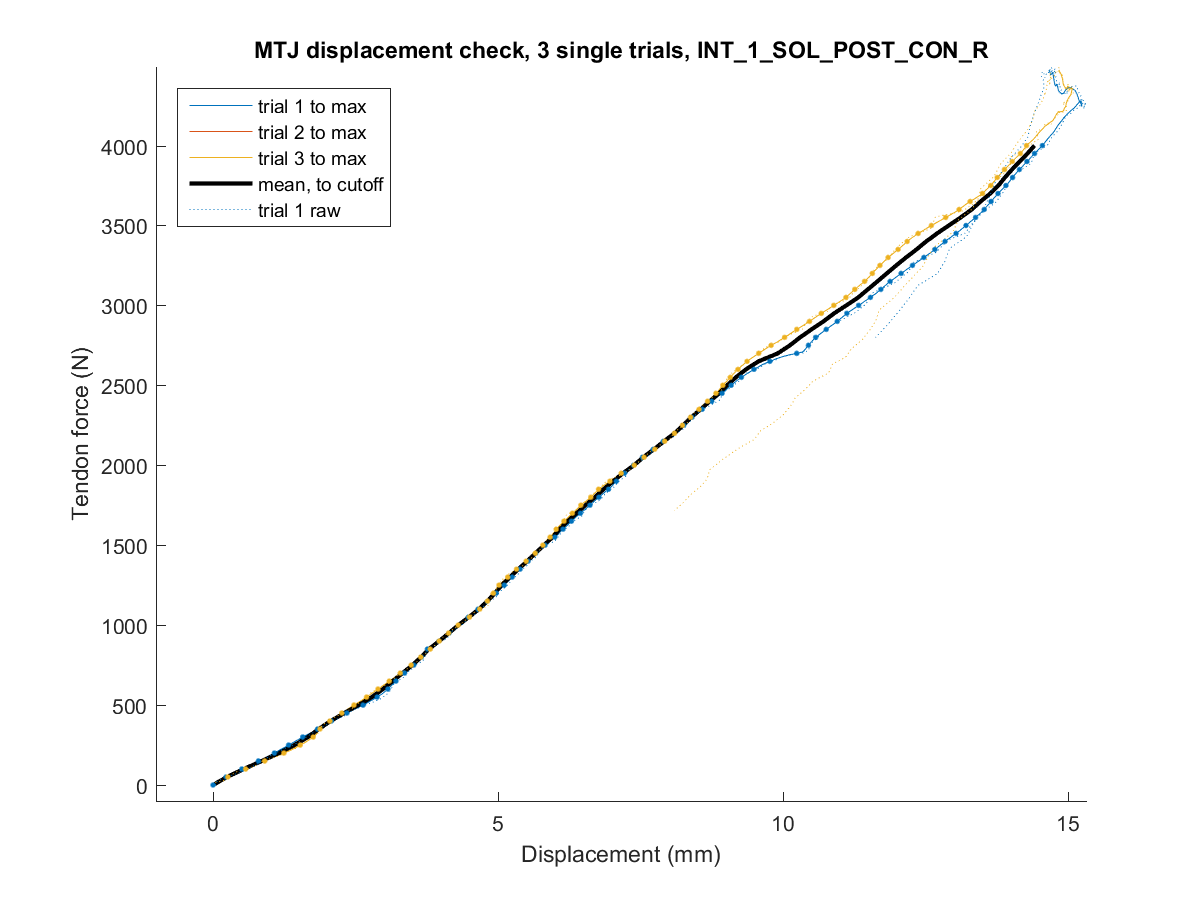 MTJ displacement check, 3 single trials, INT_1_SOL_POST_CON_R
trial 1 to max
trial 2 to max
trial 3 to max
mean, to cutoff
trial 1 raw
4000
3500
3000
2500
2000
1500
1000
500
0
Tendon force (N)
0
5
10
15
Displacement (mm)